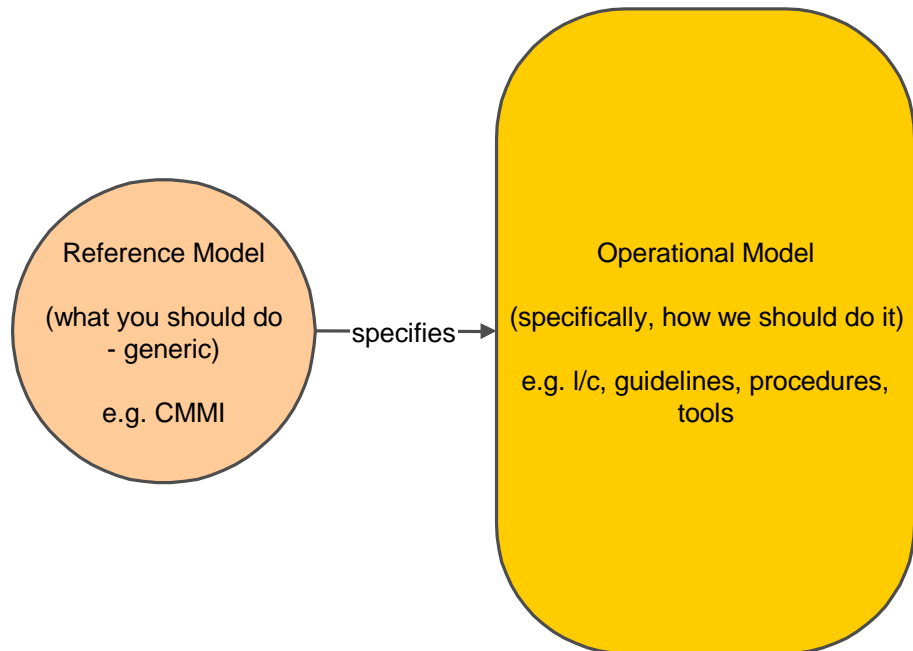 Reference Model
(what you should do
- generic)
e.g. CMMI
specifies
Operational Model
(specifically, how we should do it)
e.g. l/c, guidelines, procedures,
tools